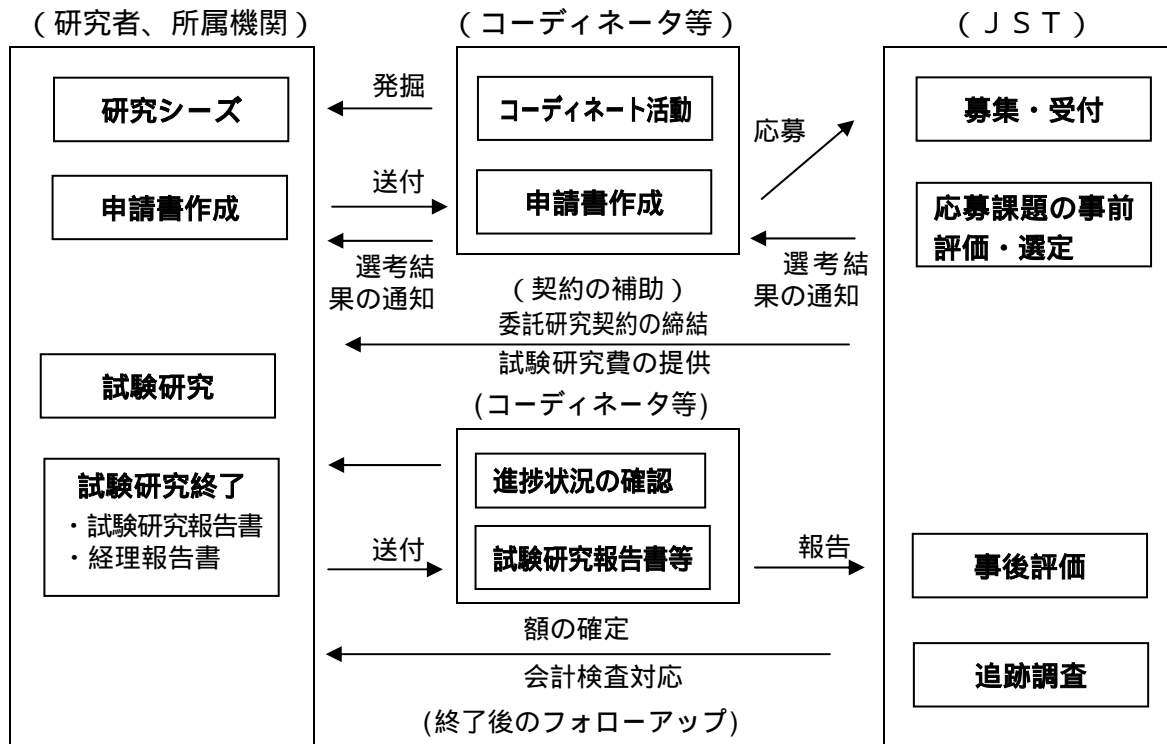 （研究者、所属機関）
（コーディネータ等）
（ＪＳＴ）
研究シーズ
発掘
コーディネート活動
応募
募集・受付
申請書作成
送付
申請書作成
応募課題の事前
評価・選定
選考結
果の通知
選考結
果の通知
（契約の補助）
委託研究契約の締結
試験研究費の提供
試験研究
(コーディネータ等)
進捗状況の確認
試験研究終了
・試験研究報告書
・経理報告書
送付
試験研究報告書等
報告
事後評価
額の確定
会計検査対応
追跡調査
(終了後のフォローアップ)